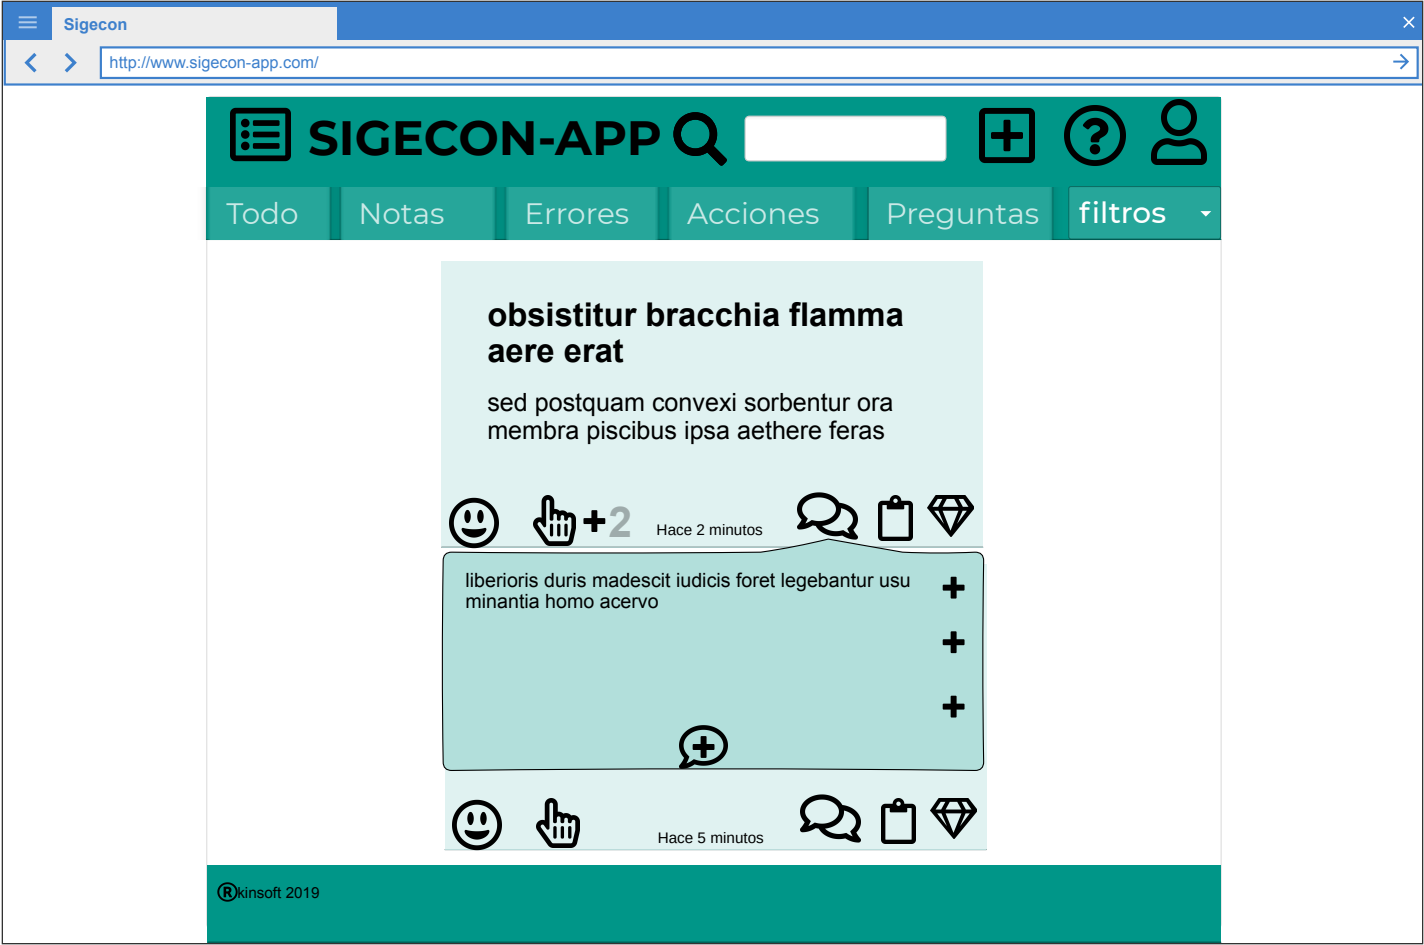 Sigecon
http://www.sigecon-app.com/
SIGECON-APP
Todo
Notas
Errores
Acciones
Preguntas
filtros
obsistitur bracchia flamma
aere erat
sed postquam convexi sorbentur ora
membra piscibus ipsa aethere feras
+2
Hace 2 minutos
liberioris duris madescit iudicis foret legebantur usu
minantia homo acervo
Hace 5 minutos
®kinsoft 2019